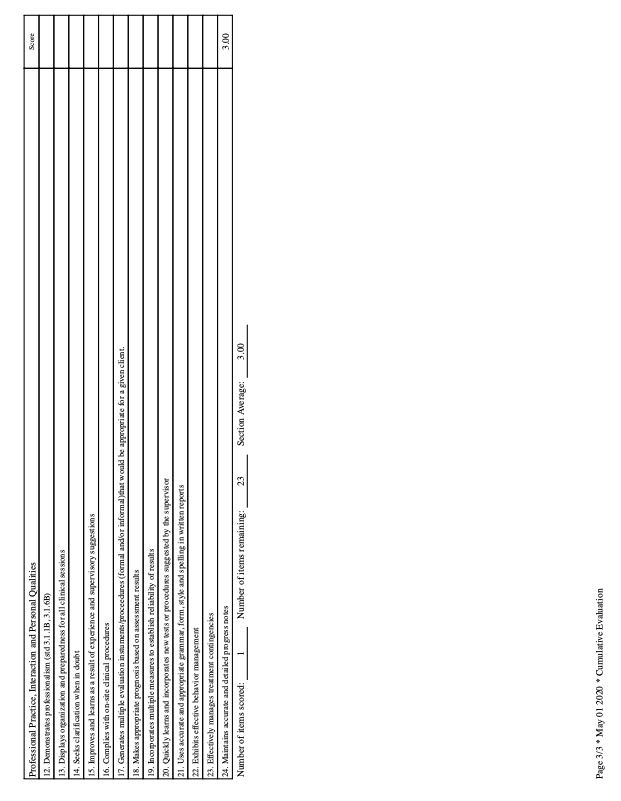 Professional Practice, Interaction and Personal Qualities Score
12. Demonstrates professionalism (std 3.1.1B, 3.1.6B)
13. Displays organization and preparedness for all clinical sessions
14. Seeks clarification when in doubt
15. Improves and learns as a result of experience and supervisory suggestions
16. Complies with on-site clinical procedures
17. Generates multiple evaluation instuments/proceedures (formal and/or informal)that would be appropriate for a given client.
18. Makes appropriate prognosis based on assessment results
19. Incorporates multiple measures to establish reliability of results
20. Quickly learns and incorporates new tests or procedures suggested by the supervisor
21. Uses accurate and appropriate grammar, form, style and spelling in written reports
22. Exhibits effective behavior management
23. Effectively manages treatment contingencies
24. Maintains accurate and detailed progress notes 3.00
Number of items scored: 1 Number of items remaining: 23 Section Average: 3.00
Page 3/3 * May 01 2020 * Cumulative Evaluation